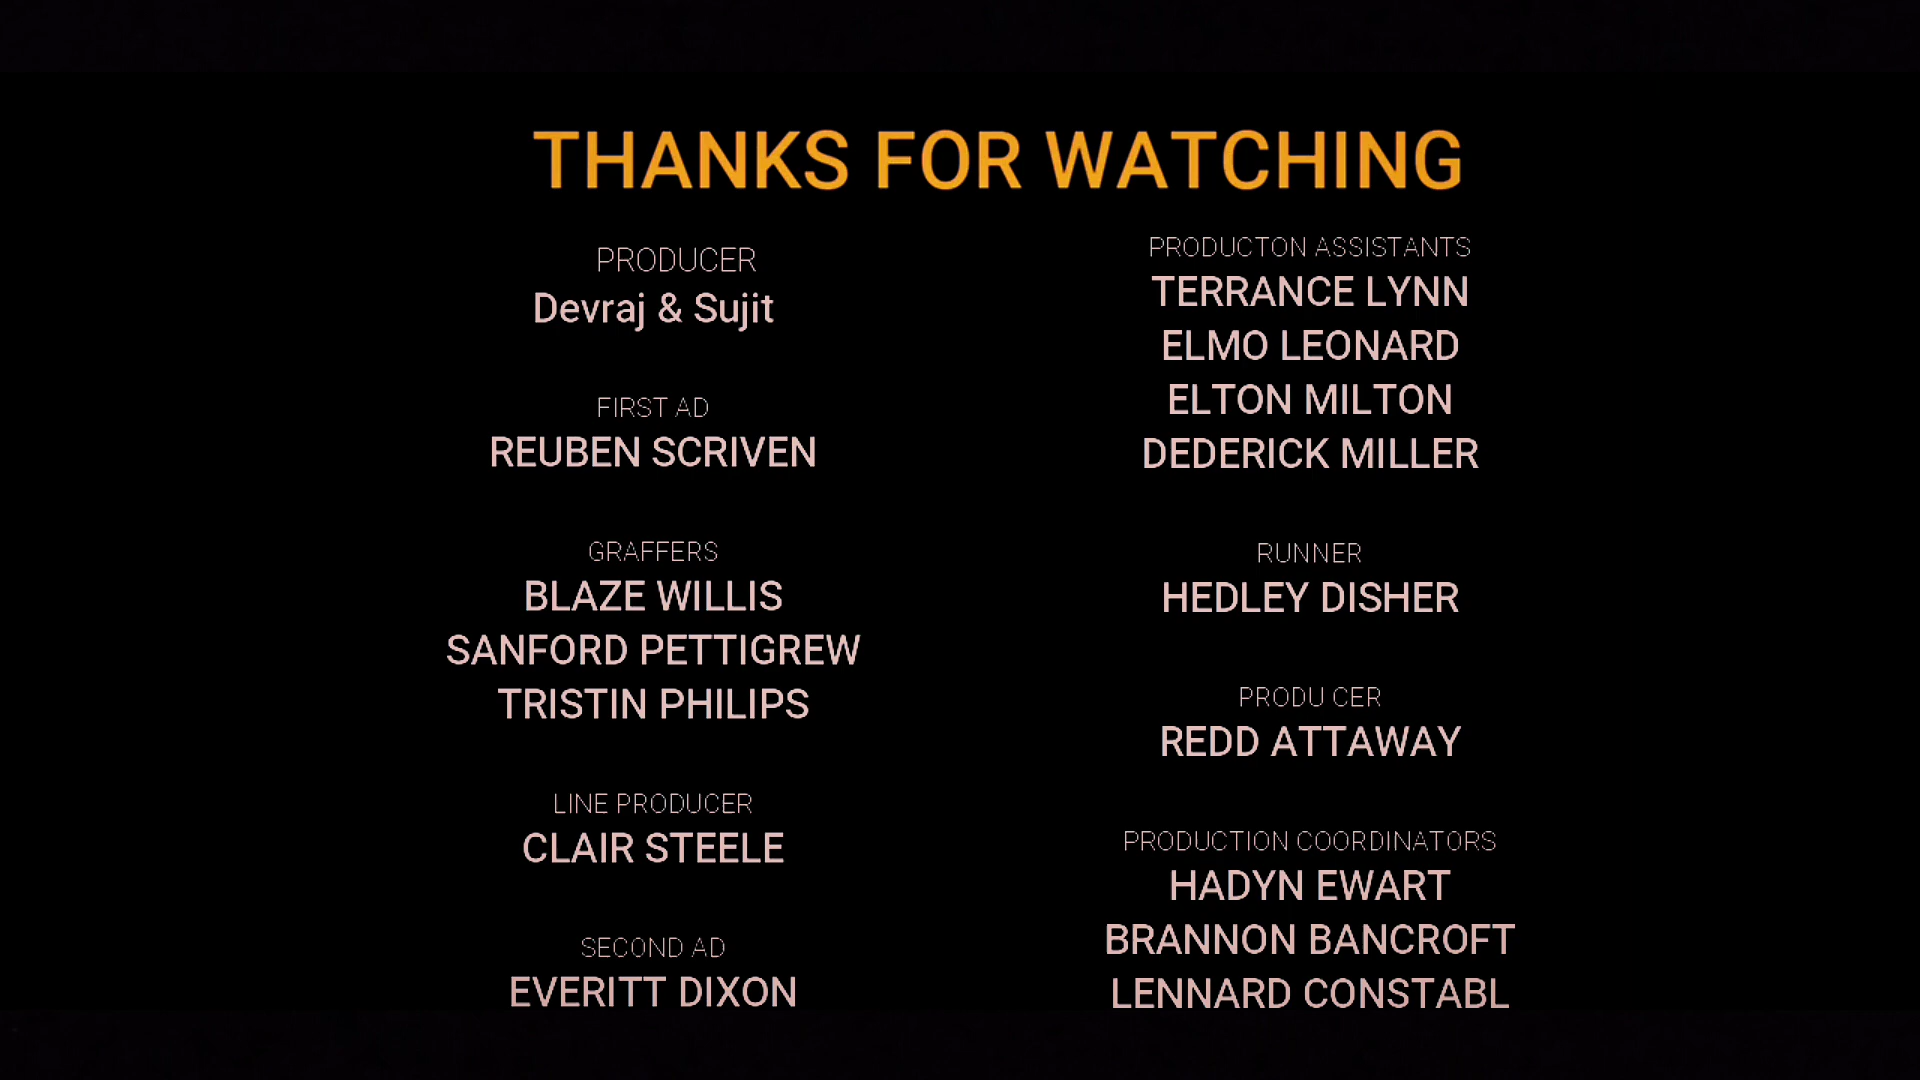 THANKS FOR WATCHING
PRODUCER
Devraj & Sujit
FIRST AD
REUBEN SCRIVEN
GRAFFERS
BLAZE WILLIS
SANFORD PETTIGREW
TRISTIN PHILIPS
LINE PRODUCER
CLAIR STEELE
SECOND AD
EVERITT DIXON
PRODUCTON ASSISTANTS
TERRANCE LYNN
ELMO LEONARD
ELTON MILTON
DEDERICK MILLER
RUNNER
HEDLEY DISHER
PRODU CER
REDD ATTAWAY
PRODUCTION COORDINATORS
HADYN EWART
BRANNON BANCROFT
LENNARD CONSTABL